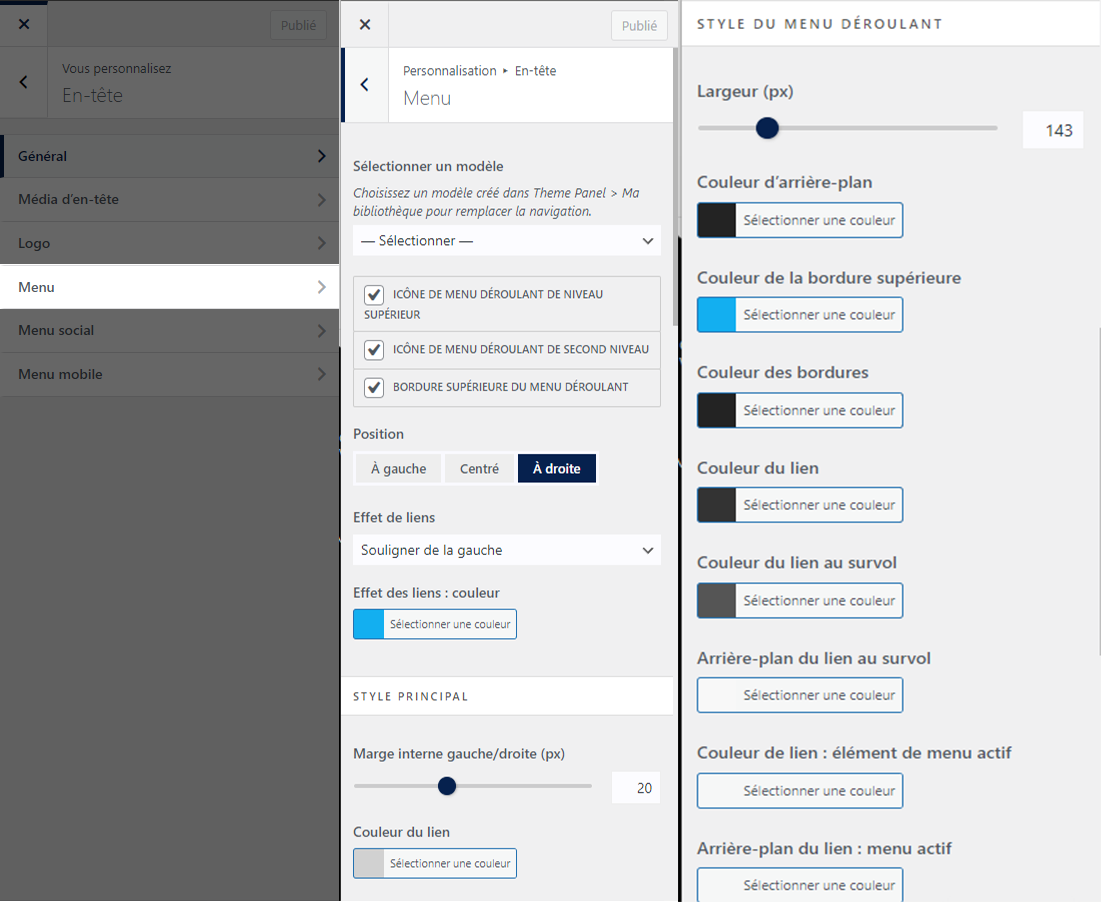 Publié
Vous personnalisez
En-tête
Général
Média d'en-tête
Logo
Menu
Menu social
Menu mobile
Publié
Personnalisation ▸ En-tête
Menu
Sélectionner un modèle
Choisissez un modèle créé dans Theme Panel > Ma
bibliothèque pour remplacer la navigation.
— Sélectionner —
ICÔNE DE MENU DÉROULANT DE NIVEAU
SUPÉRIEUR
ICÔNE DE MENU DÉROULANT DE SECOND NIVEAU
BORDURE SUPÉRIEURE DU MENU DÉROULANT
Position
À gauche Centré À droite
Effet de liens
Souligner de la gauche
Effet des liens : couleur
Sélectionner une couleur
STYLE PRINCIPAL
Marge interne gauche/droite (px)
20
Couleur du lien
Sélectionner une couleur
STYLE DU MENU DÉROULANT
Largeur (px)
143
Couleur d'arrière-plan
Sélectionner une couleur
Couleur de la bordure supérieure
Sélectionner une couleur
Couleur des bordures
Sélectionner une couleur
Couleur du lien
Sélectionner une couleur
Couleur du lien au survol
Sélectionner une couleur
Arrière-plan du lien au survol
Sélectionner une couleur
Couleur de lien : élément de menu actif
Sélectionner une couleur
Arrière-plan du lien : menu actif
Sélectionner une couleur